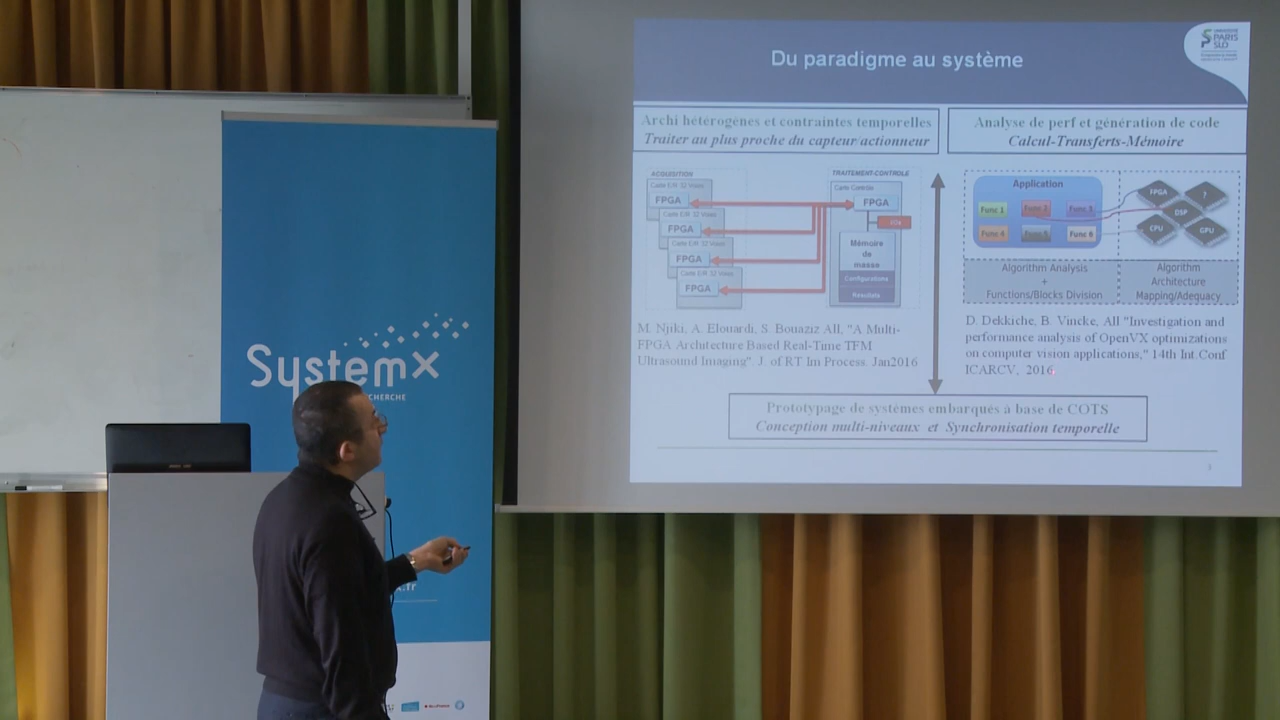 Du paradigme au système
UNIVERSITÉ
PARIS
SUD
Archi hétérogènes et contraintes temporelles
Traiter au plus proche du capteur/actionneur
Analyse de perf et génération de code
Calcul-Transferts-Mémoire
ACQUISITION
Carte E/R 32 Voies
FPGA
Carte E/R 32 Voies
FPGA
Carte E/R 32 Voies
FPGA
Carte E/R 32 Voies
FPGA
TRAITEMENT-CONTROLE
Carte Contrôle
FPGA
Mémoire
de
masse
Configurations
Résultats
Application
Func 1
Func 2
Func 3
Func 4
Func 5
Func 6
FPGA
?
DSP
CPU
GPU
Algorithm Analysis
+
Functions/Blocks Division
Algorithm
Architecture
Mapping/Adequacy
M. Njiki, A. Elouardi, S. Bouaziz All, "A Multi-
FPGA Architecture Based Real-Time TFM
Ultrasound Imaging". J. of RT Im Process. Jan2016
D. Dekkiche, B. Vincke, All "Investigation and
performance analysis of OpenVX optimizations
on computer vision applications," 14th Int.Conf
ICARCV, 2016
Prototypage de systèmes embarqués à base de COTS
Conception multi-niveaux et Synchronisation temporelle
SystemX
CHERCHE
x.fr